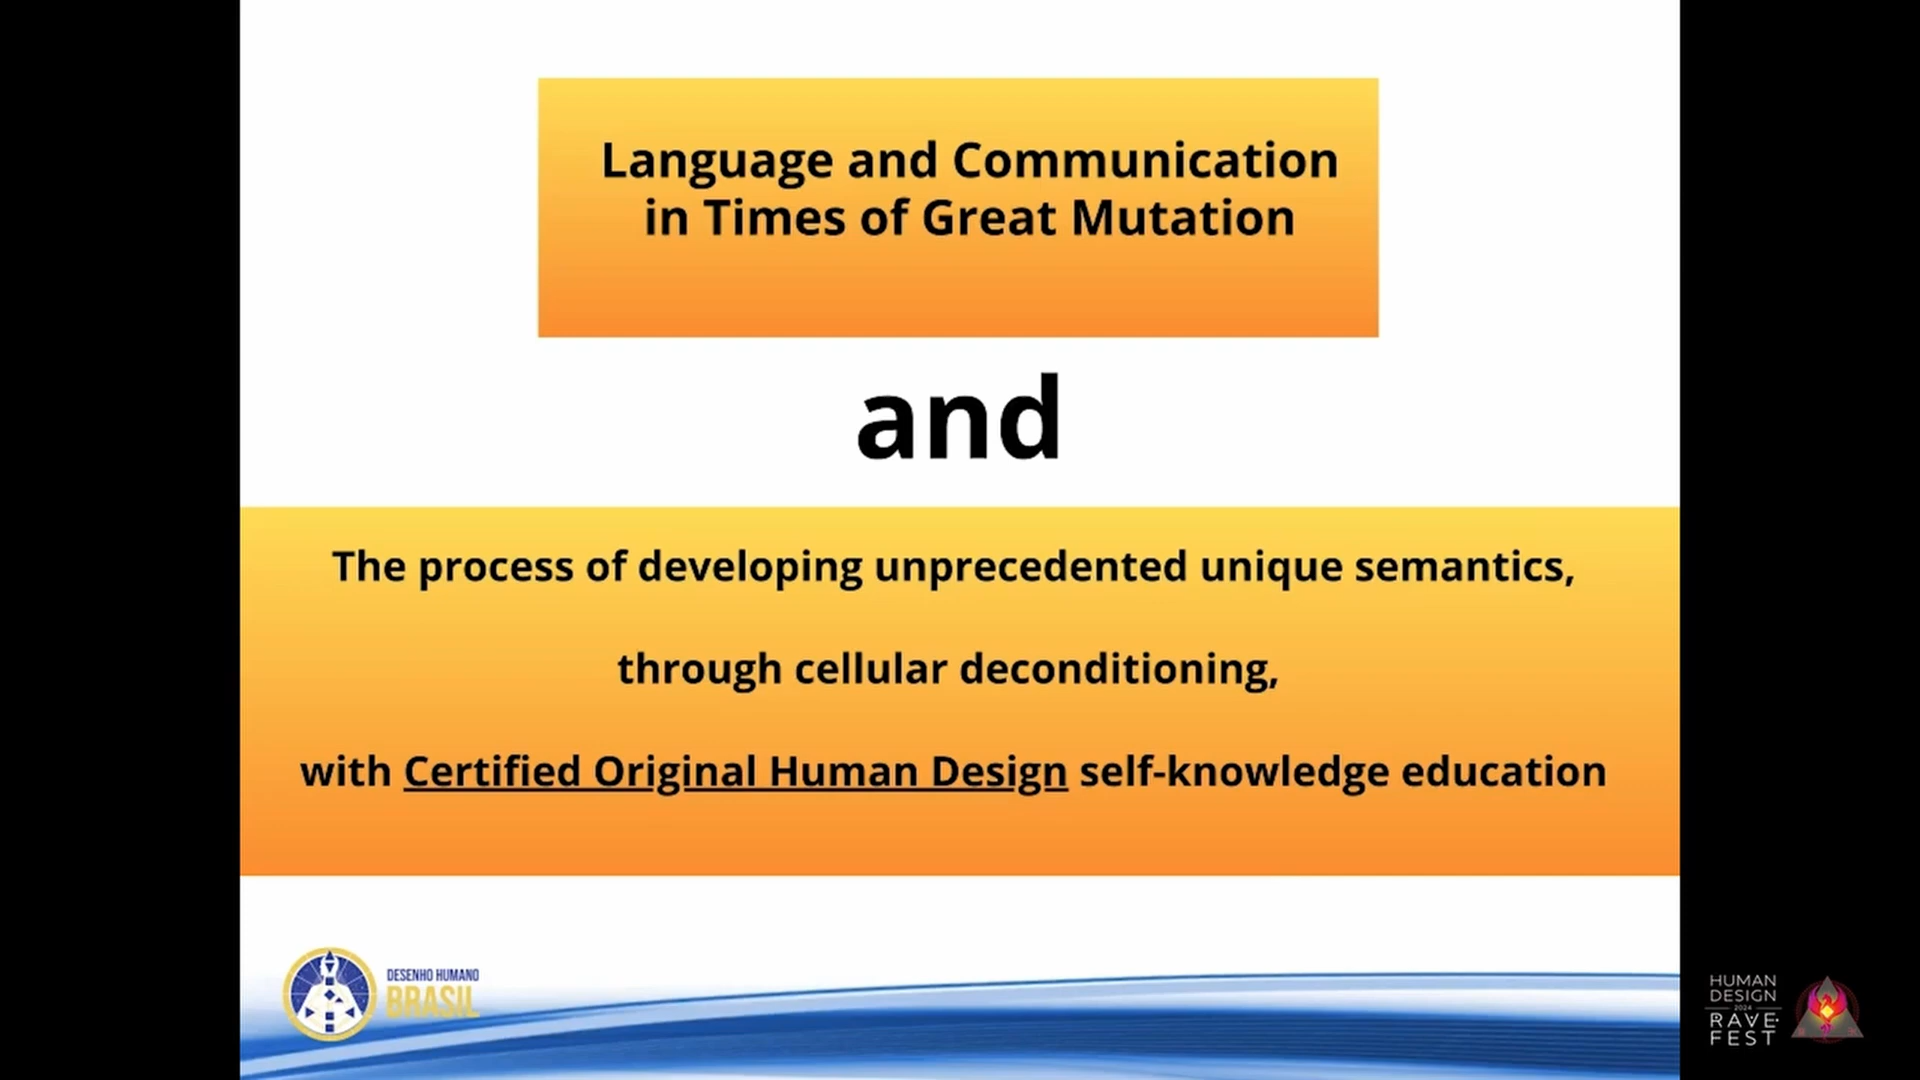 Language and Communication
in Times of Great Mutation
and
The process of developing unprecedented unique semantics,
through cellular deconditioning,
with Certified Original Human Design self-knowledge education
DESENHO HUMANO
BRASIL
HUMAN
DESIGN
2024
RAVE
FEST